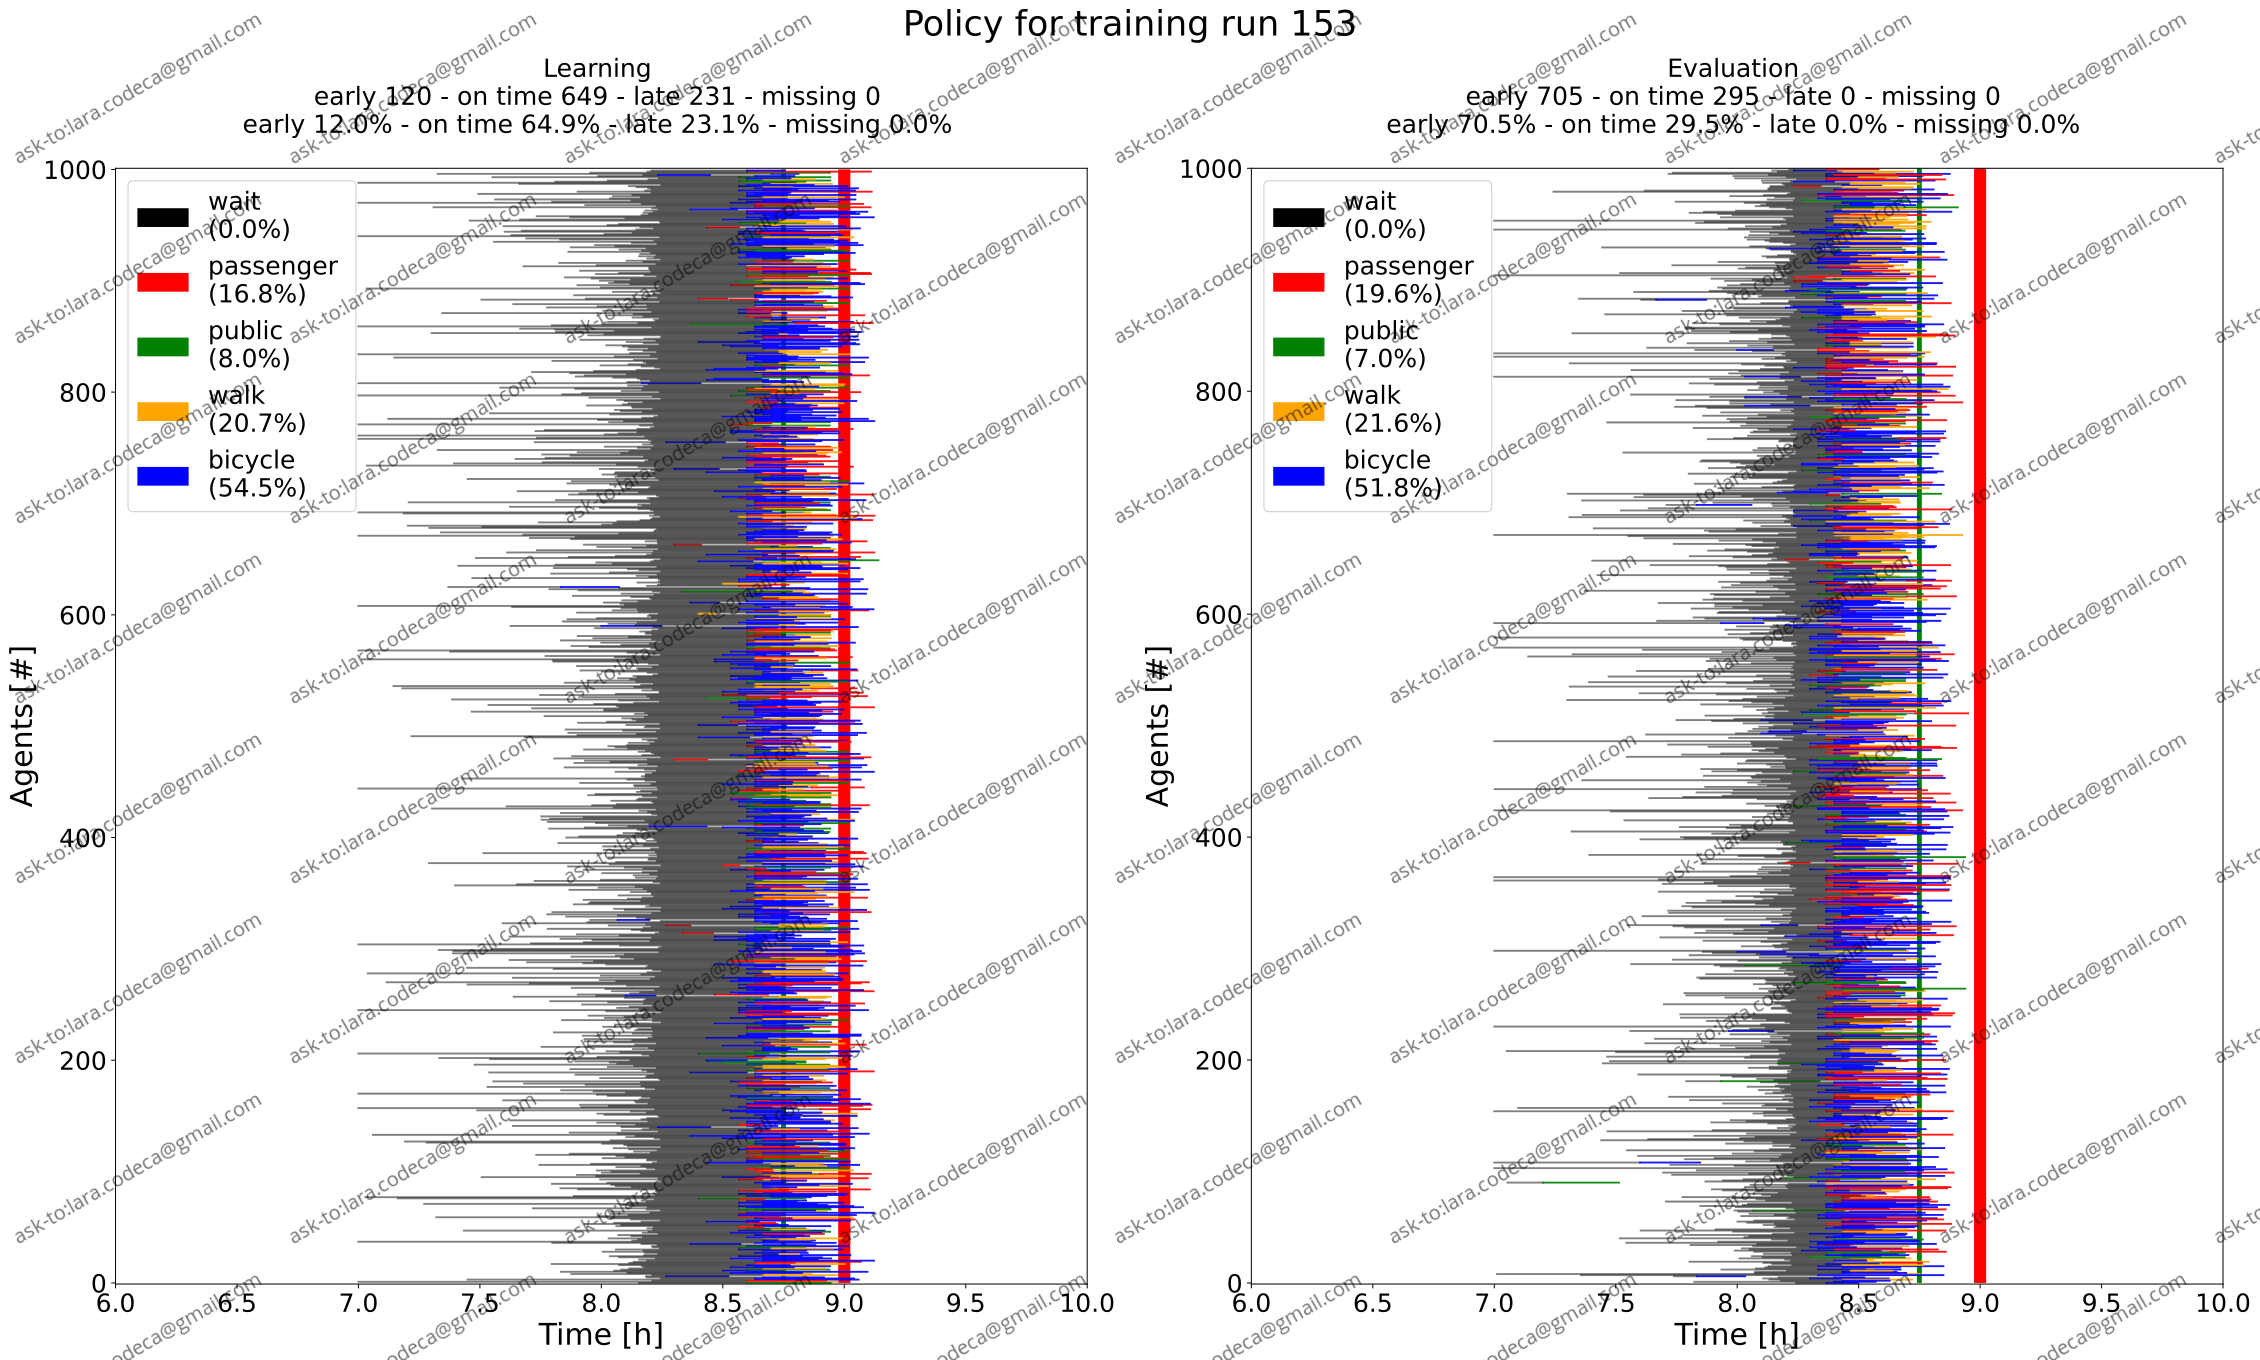 Policy for training run 153
Learning
early 120 - on time 649 - late 231 - missing 0
early 12.0% - on time 64.9% - late 23.1% - missing 0.0%
Evaluation
early 705 - on time 295 - late 0 - missing 0
early 70.5% - on time 29.5% - late 0.0% - missing 0.0%
wait
(0.0%)
passenger
(16.8%)
public
(8.0%)
walk
(20.7%)
bicycle
(54.5%)
Agents [#]
1000
800
600
400
200
0
6.0 6.5 7.0 7.5 8.0 8.5 9.0 9.5 10.0
Time [h]
wait
(0.0%)
passenger
(19.6%)
public
(7.0%)
walk
(21.6%)
bicycle
(51.8%)
Agents [#]
1000
800
600
400
200
0
6.0 6.5 7.0 7.5 8.0 8.5 9.0 9.5 10.0
Time [h]
ask-to:lara.codeca@gmail.com